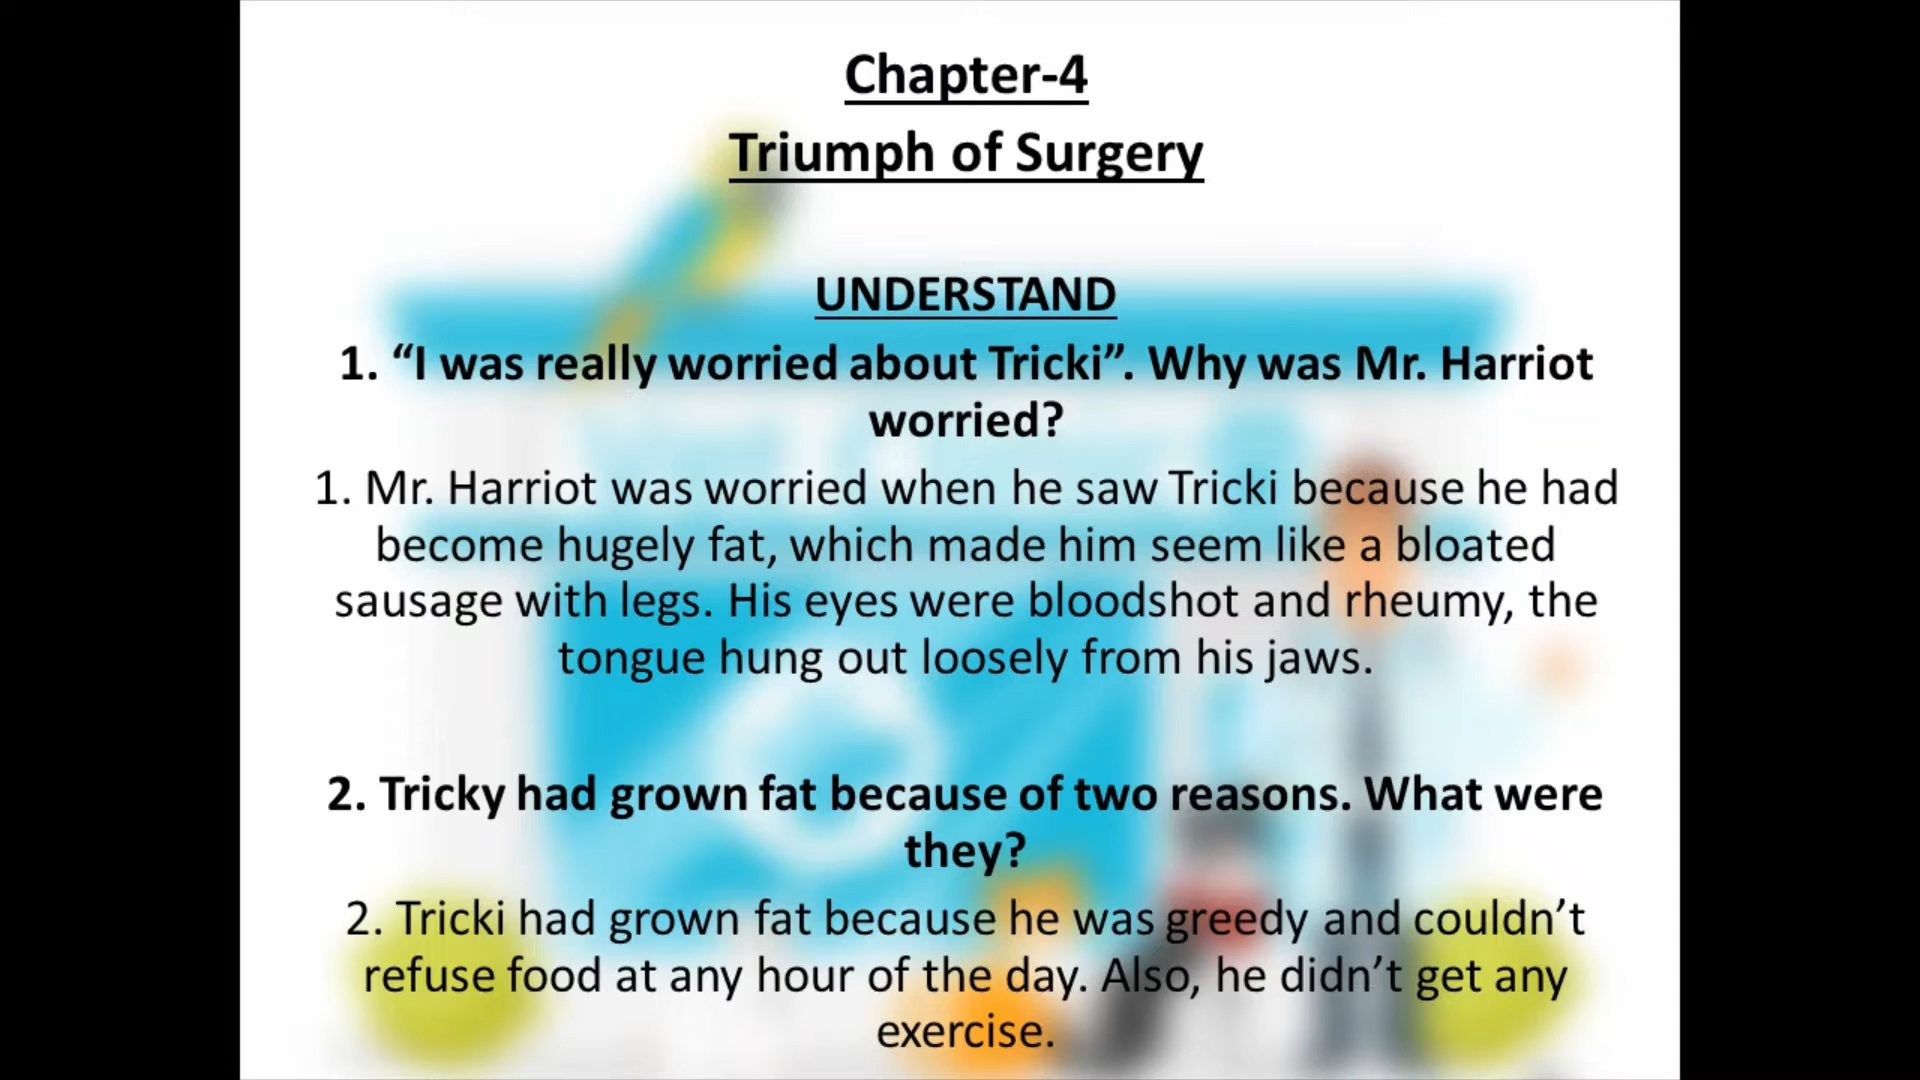 Chapter-4
Triumph of Surgery
UNDERSTAND
1. “I was really worried about Tricki”. Why was Mr. Harriot
worried?
1. Mr. Harriot was worried when he saw Tricki because he had
become hugely fat, which made him seem like a bloated
sausage with legs. His eyes were bloodshot and rheumy, the
tongue hung out loosely from his jaws.
2. Tricky had grown fat because of two reasons. What were
they?
2. Tricki had grown fat because he was greedy and couldn’t
refuse food at any hour of the day. Also, he didn’t get any
exercise.